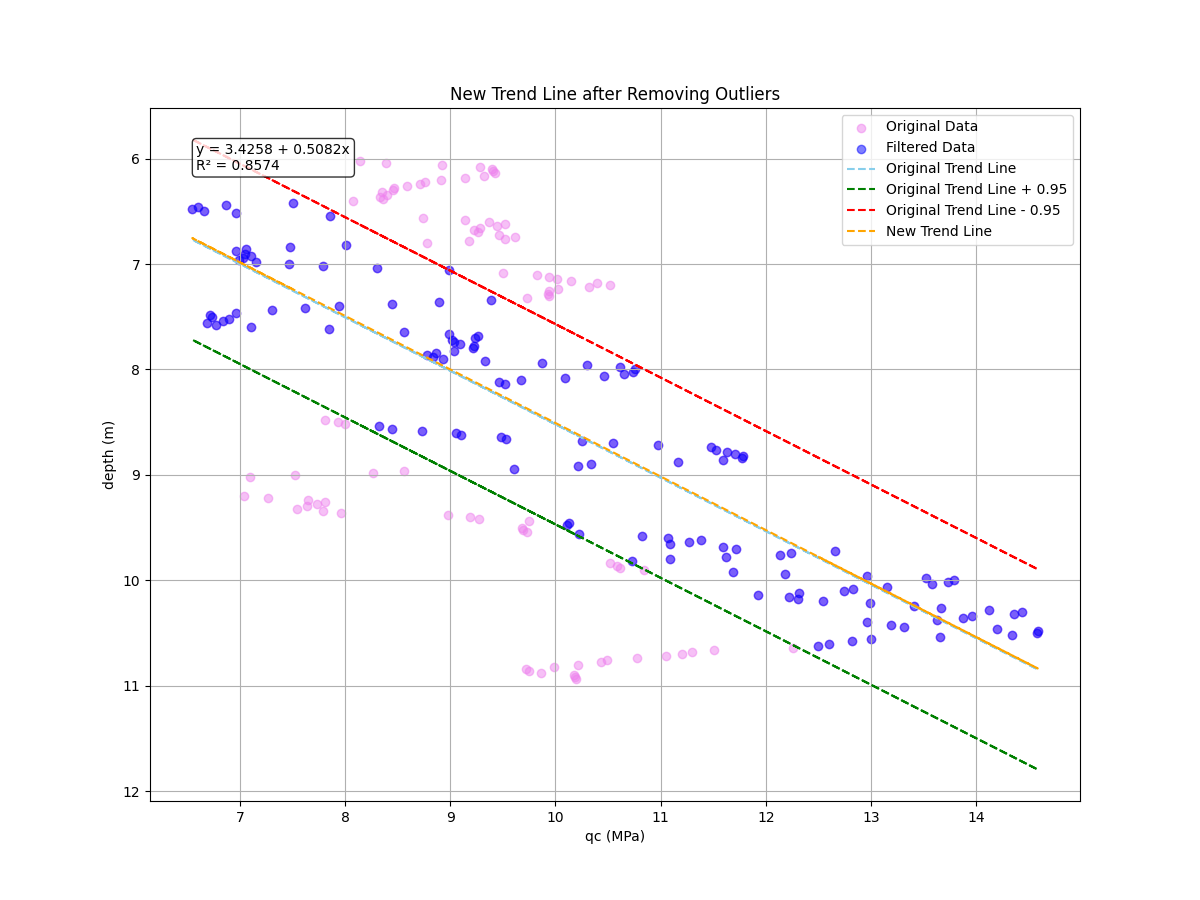 New Trend Line after Removing Outliers
y = 3.4258 + 0.5082x
R² = 0.8574
Original Data
Filtered Data
Original Trend Line
Original Trend Line + 0.95
Original Trend Line - 0.95
New Trend Line
6
7
8
9
10
11
12
depth (m)
7 8 9 10 11 12 13 14
qc (MPa)